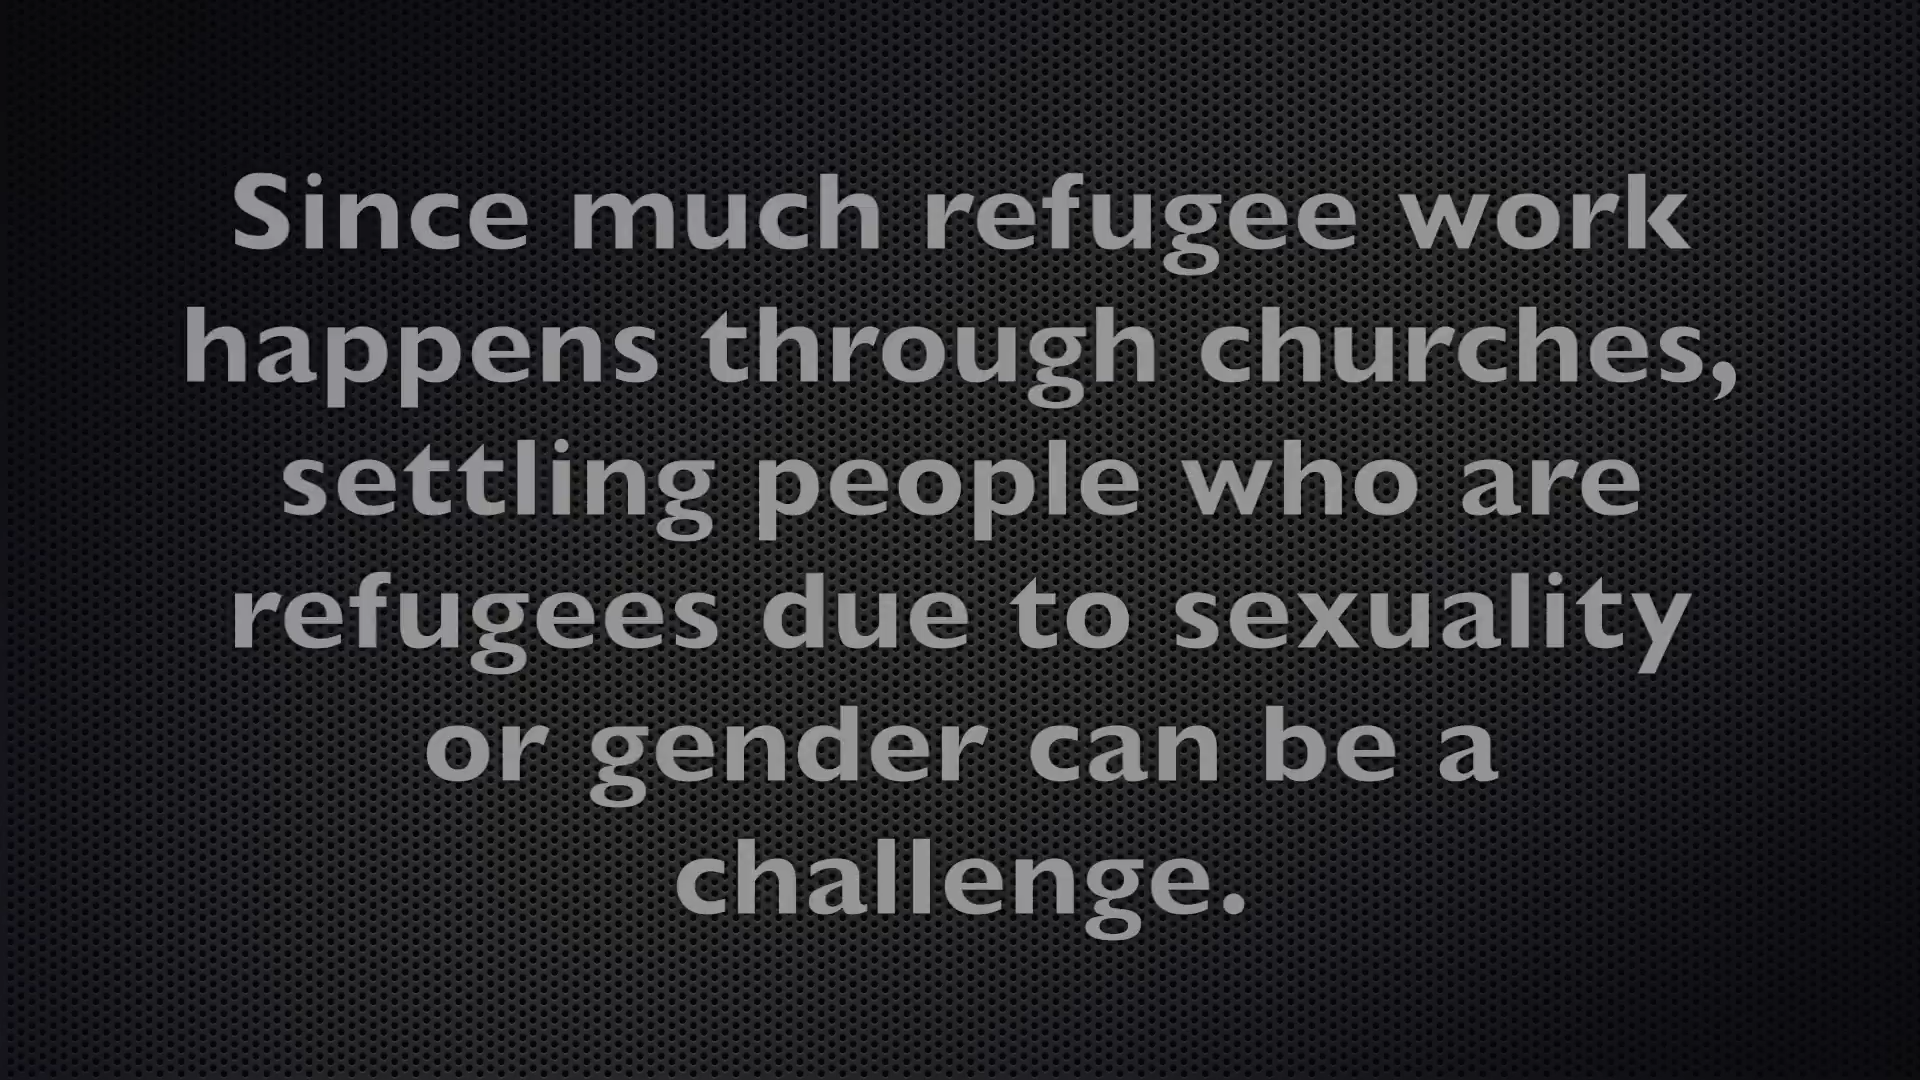 Since much refugee work
happens through churches,
settling people who are
refugees due to sexuality
or gender can be a
challenge.